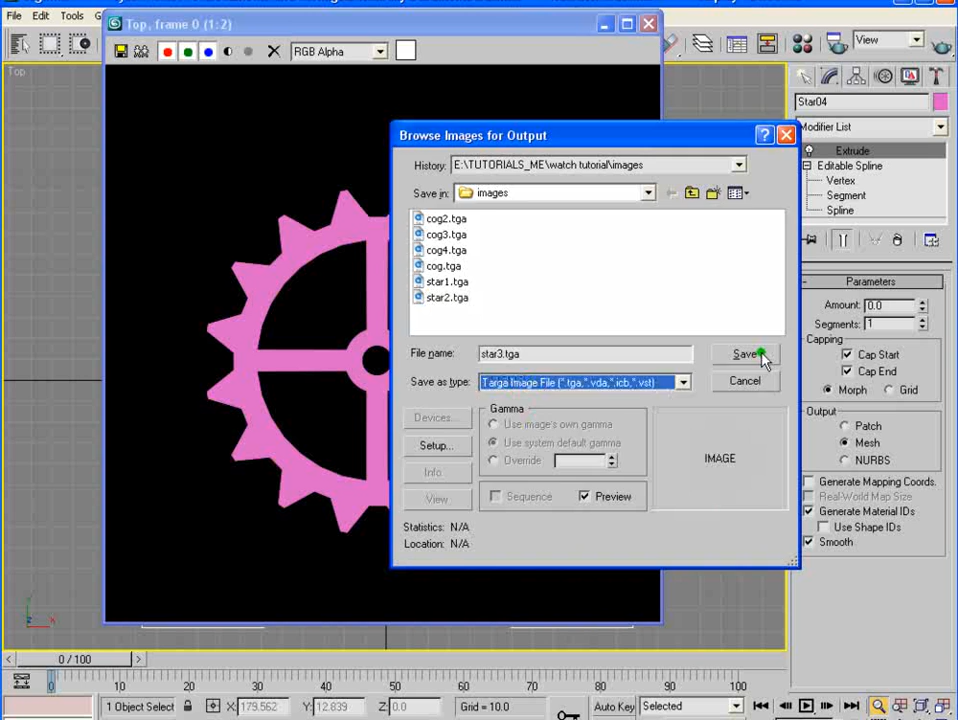 File
Edit
Tools
View
Top, frame 0 (1:2)
RGB Alpha
Top
Star04
Modifier List
Extrude
Editable Spline
Vertex
Segment
Spline
Browse Images for Output
History: E:\TUTORIALS_ME\watch tutorial\images
Save in: images
cog2.tga
cog3.tga
cog4.tga
cog.tga
star1.tga
star2.tga
File name: star3.tga
Save
Save as type: Targa Image File (*.tga,*.vda,*.icb,*.vst)
Cancel
Devices...
Setup...
Info
View
Gamma
Use image's own gamma
Use system default gamma
Override
Sequence
Preview
IMAGE
Statistics: N/A
Location: N/A
Parameters
Amount: 0.0
Segments: 1
Capping
Cap Start
Cap End
Morph
Grid
Output
Patch
Mesh
NURBS
Generate Mapping Coords.
Real-World Map Size
Generate Material IDs
Use Shape IDs
Smooth
0 / 100
0 10 20 30 40 50 60 70 80 90 100
1 Object Select
X: 179.562
Y: 12.839
Z: 0.0
Grid = 10.0
Auto Key
Selected